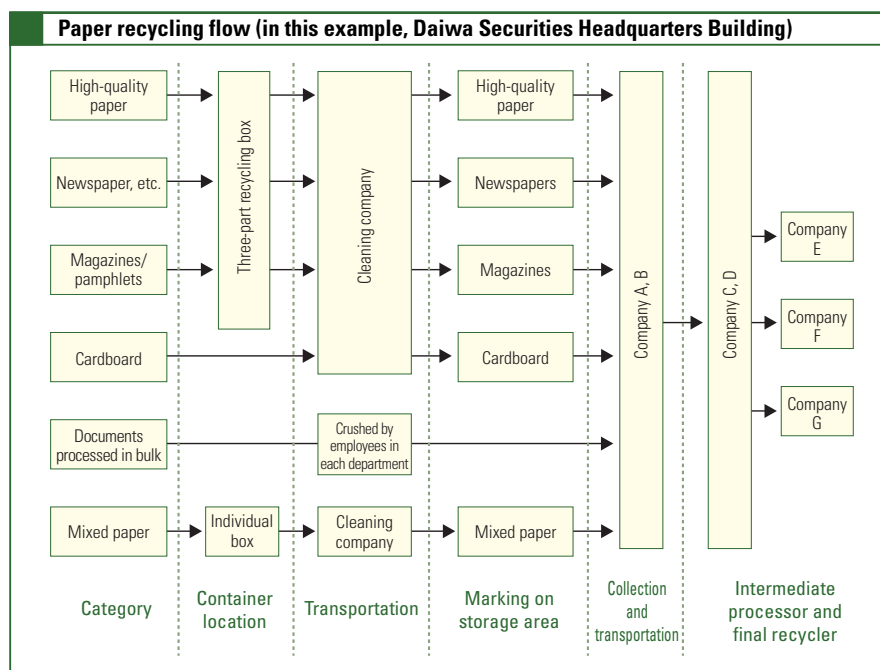 Paper recycling flow (in this example, Daiwa Securities Headquarters Building)
High-quality
paper
Three-part recycling box
Cleaning company
High-quality
paper
Newspaper, etc.
Newspapers
Magazines/
pamphlets
Magazines
Cardboard
Cardboard
Documents
processed in bulk
Crushed by
employees in
each department
Mixed paper
Individual
box
Cleaning
company
Mixed paper
Company A, B
Company C, D
Company
E
Company
F
Company
G
Category
Container
location
Transportation
Marking on
storage area
Collection
and
transportation
Intermediate
processor and
final recycler